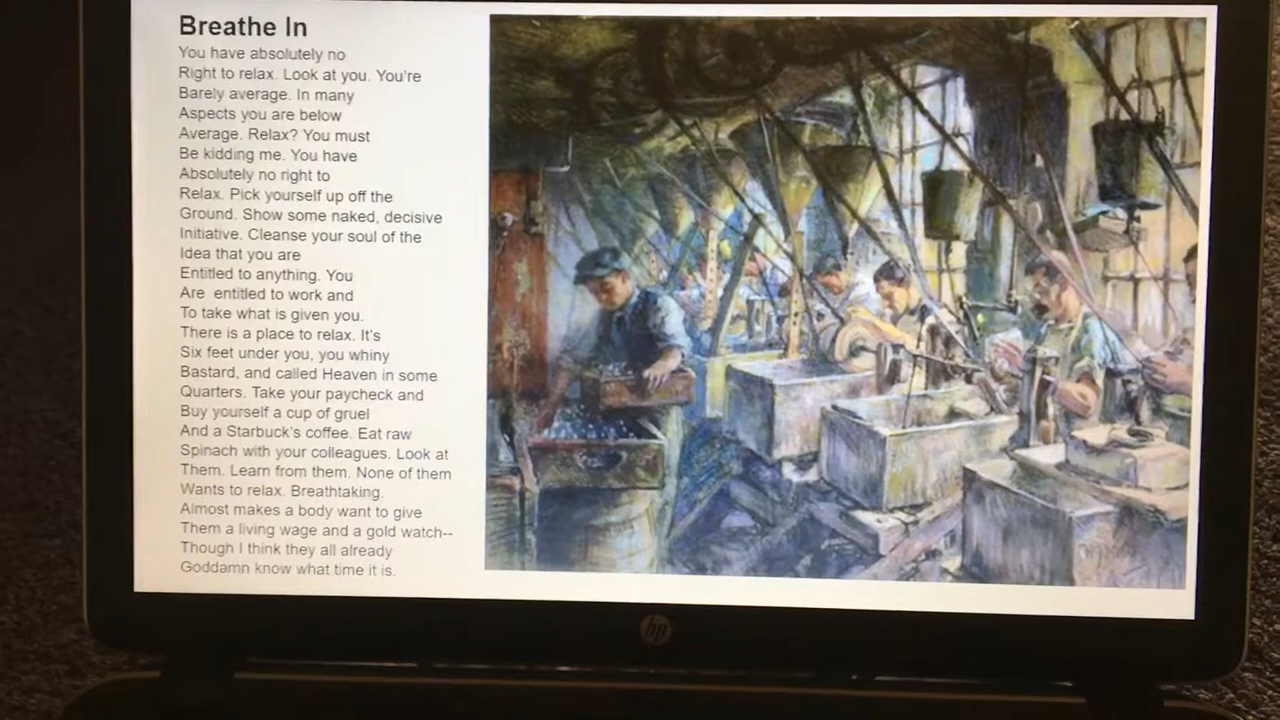 Breathe In
You have absolutely no
Right to relax. Look at you. You're
Barely average. In many
Aspects you are below
Average. Relax? You must
Be kidding me. You have
Absolutely no right to
Relax. Pick yourself up off the
Ground. Show some naked, decisive
Initiative. Cleanse your soul of the
Idea that you are
Entitled to anything. You
Are  entitled to work and
To take what is given you.
There is a place to relax. It's
Six feet under you, you whiny
Bastard, and called Heaven in some
Quarters. Take your paycheck and
Buy yourself a cup of gruel
And a Starbuck's coffee. Eat raw
Spinach with your colleagues. Look at
Them. Learn from them. None of them
Wants to relax. Breathtaking.
Almost makes a body want to give
Them a living wage and a gold watch--
Though I think they all already
Goddamn know what time it is.
hp